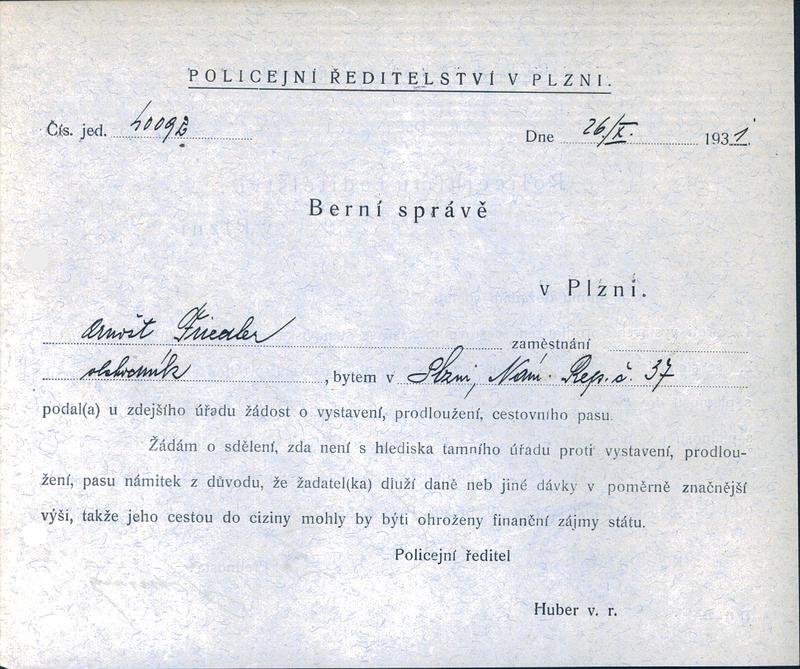 POLICEJNÍ ŘEDITELSTVÍ V PLZNI.
Čís. jed. 40092 Dne 26/X. 1931.
Berní správě
v Plzni.
Arnošt Friedler zaměstnání
obchodník, bytem v Plzni, Nám. Rep. č. 37
podal(a) u zdejšího úřadu žádost o vystavení, prodloužení, cestovního pasu.
Žádám o sdělení, zda není s hlediska tamního úřadu proti vystavení, prodlou-
žení, pasu námitek z důvodu, že žadatel(ka) dluží daně neb jiné dávky v poměrně značnější
výši, takže jeho cestou do ciziny mohly by býti ohroženy finanční zájmy státu.
Policejní ředitel
Huber v. r.